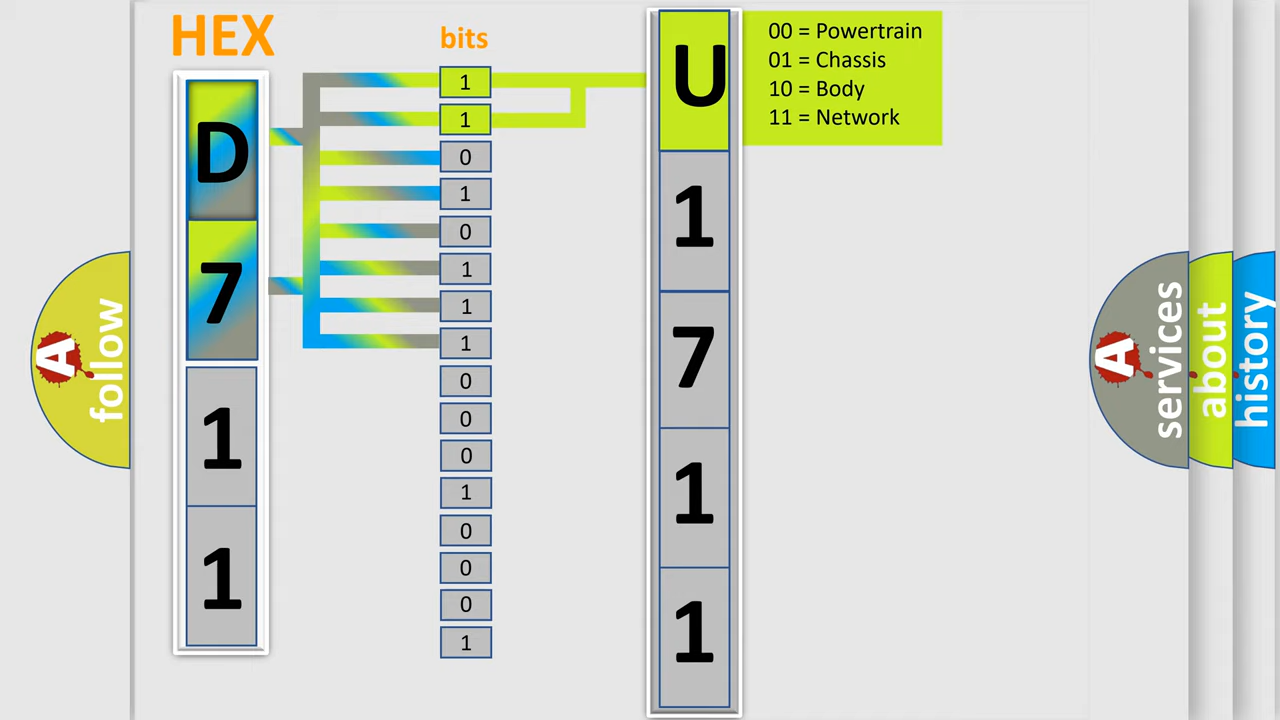 HEX
bits
D
7
1
1
1
1
0
1
0
1
1
1
0
0
0
1
0
0
0
1
U
1
7
1
1
00 = Powertrain
01 = Chassis
10 = Body
11 = Network
A
follow
A
services
about
history